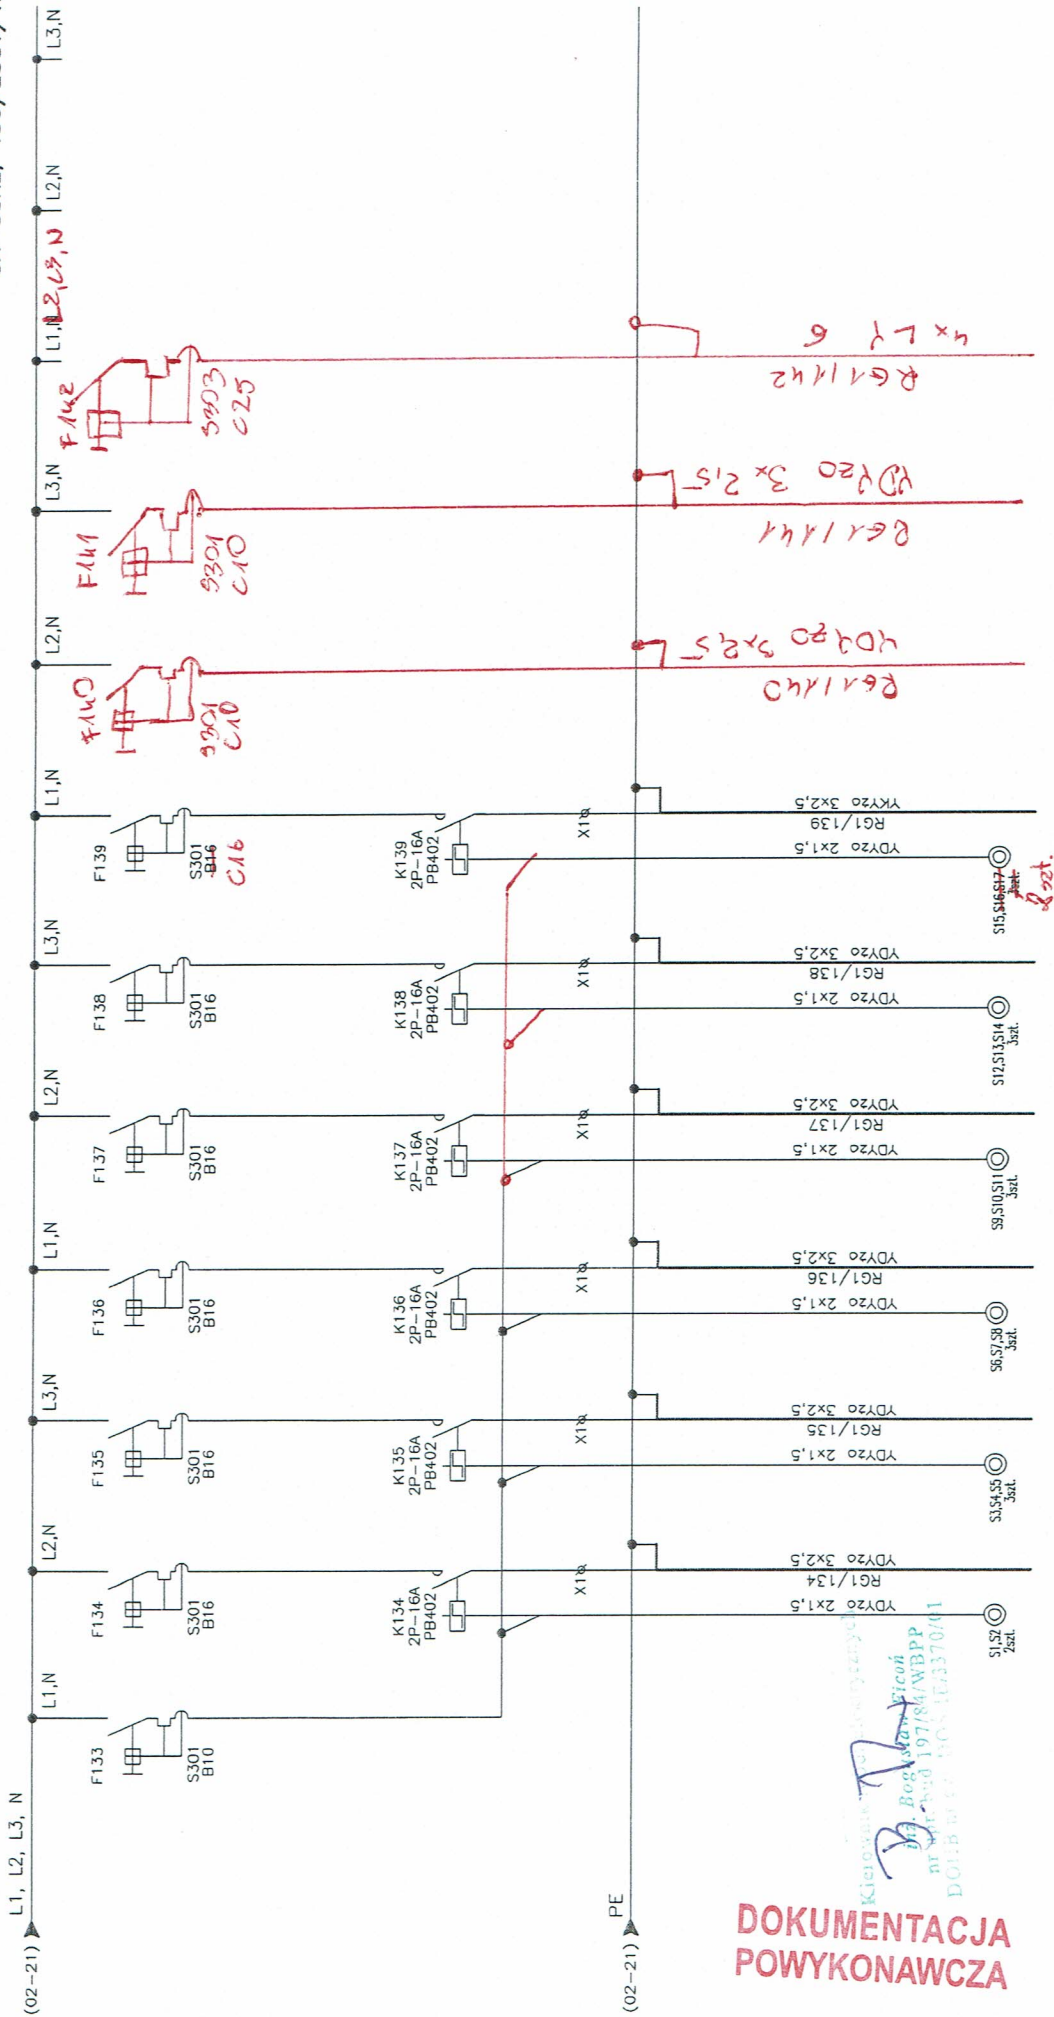 L1, L2, L3, N
(02-21)
L1,N
F133
S301
B10
L2,N
F134
S301
B16
K134
2P-16A
PB402
X1
YDYżo 3x2,5
RG1/134
YDYżo 2x1,5
S1,S2
2szt.
L3,N
F135
S301
B16
K135
2P-16A
PB402
X1
YDYżo 3x2,5
RG1/135
YDYżo 2x1,5
S3,S4,S5
3szt.
L1,N
F136
S301
B16
K136
2P-16A
PB402
X1
YDYżo 3x2,5
RG1/136
YDYżo 2x1,5
S6,S7,S8
3szt.
L2,N
F137
S301
B16
K137
2P-16A
PB402
X1
YDYżo 3x2,5
RG1/137
YDYżo 2x1,5
S9,S10,S11
3szt.
L3,N
F138
S301
B16
K138
2P-16A
PB402
X1
YDYżo 3x2,5
RG1/138
YDYżo 2x1,5
S12,S13,S14
3szt.
L1,N
F139
S301
B16
C16
K139
2P-16A
PB402
X1
YKYżo 3x2,5
RG1/139
YDYżo 2x1,5
S15,S16,S17
3szt.
2szt.
L2,N
F140
S301
C10
YDYżo 3x2,5
RG1/140
L3,N
F141
S301
C10
YDYżo 3x2,5
RG1/141
L1,N
L2,L3,N
F142
S303
C25
4x LY 6
RG1/142
L2,N
L3,N
PE
(02-21)
inż. Bogusław Ficoń
197/84/WBPP
DOKUMENTACJA
POWYKONAWCZA